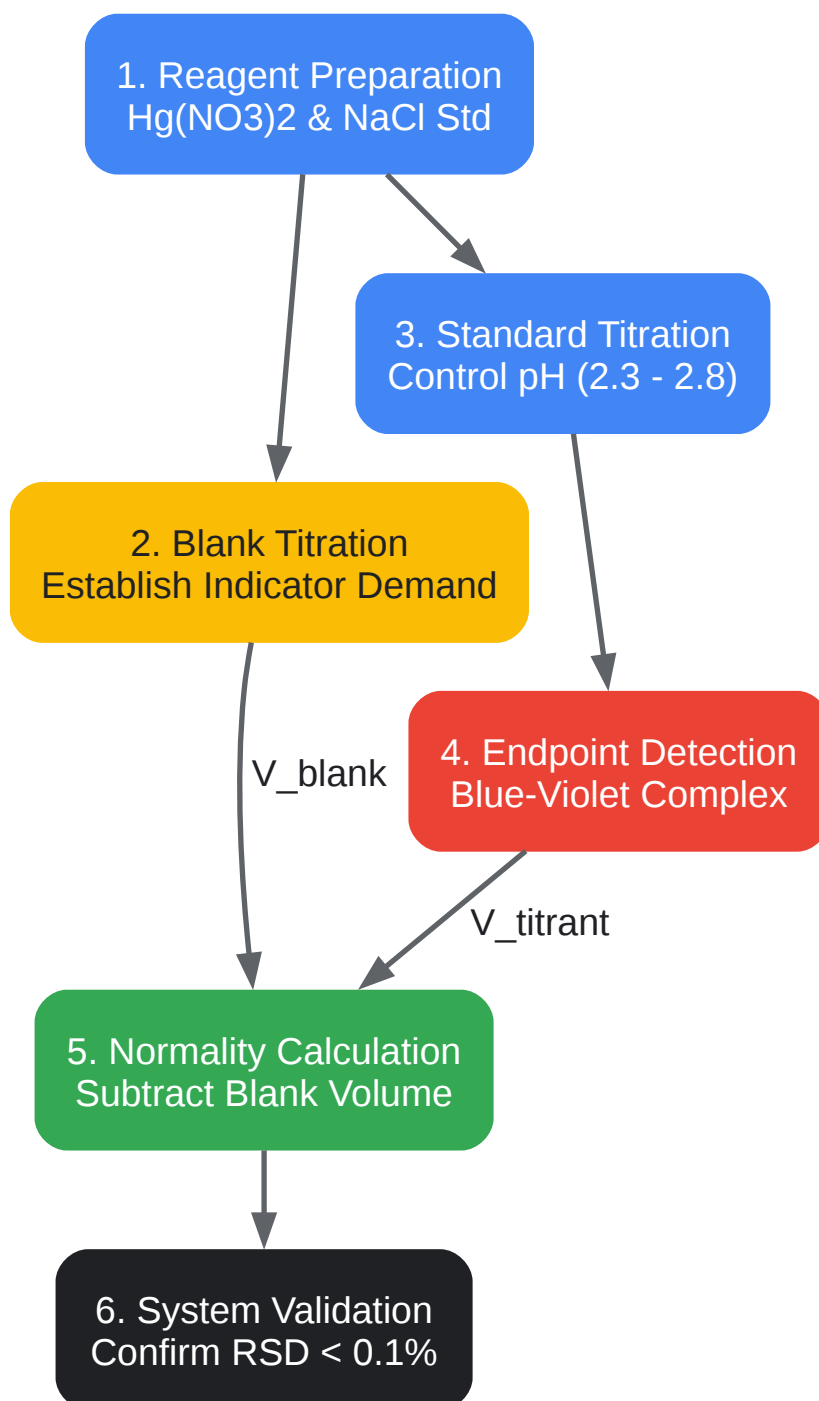 1. Reagent Preparation
Hg(NO3)2 & NaCl Std
3. Standard Titration
Control pH (2.3 - 2.8)
2. Blank Titration
Establish Indicator Demand
V_blank
4. Endpoint Detection
Blue-Violet Complex
V_titrant
5. Normality Calculation
Subtract Blank Volume
6. System Validation
Confirm RSD < 0.1%